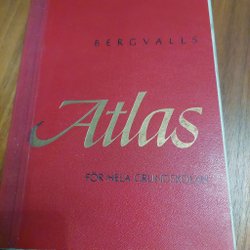 BERGVALLS
Atlas
FÖR HELA GRUNDSKOLAN